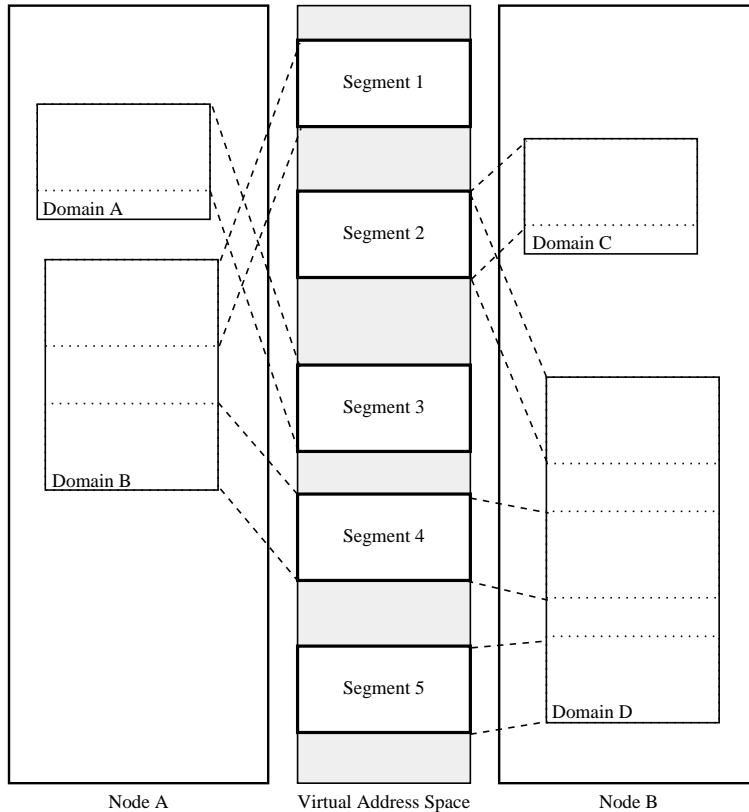 Segment 1
Segment 2
Segment 3
Segment 4
Segment 5
Domain A
Domain B
Domain C
Domain D
Node A
Virtual Address Space
Node B